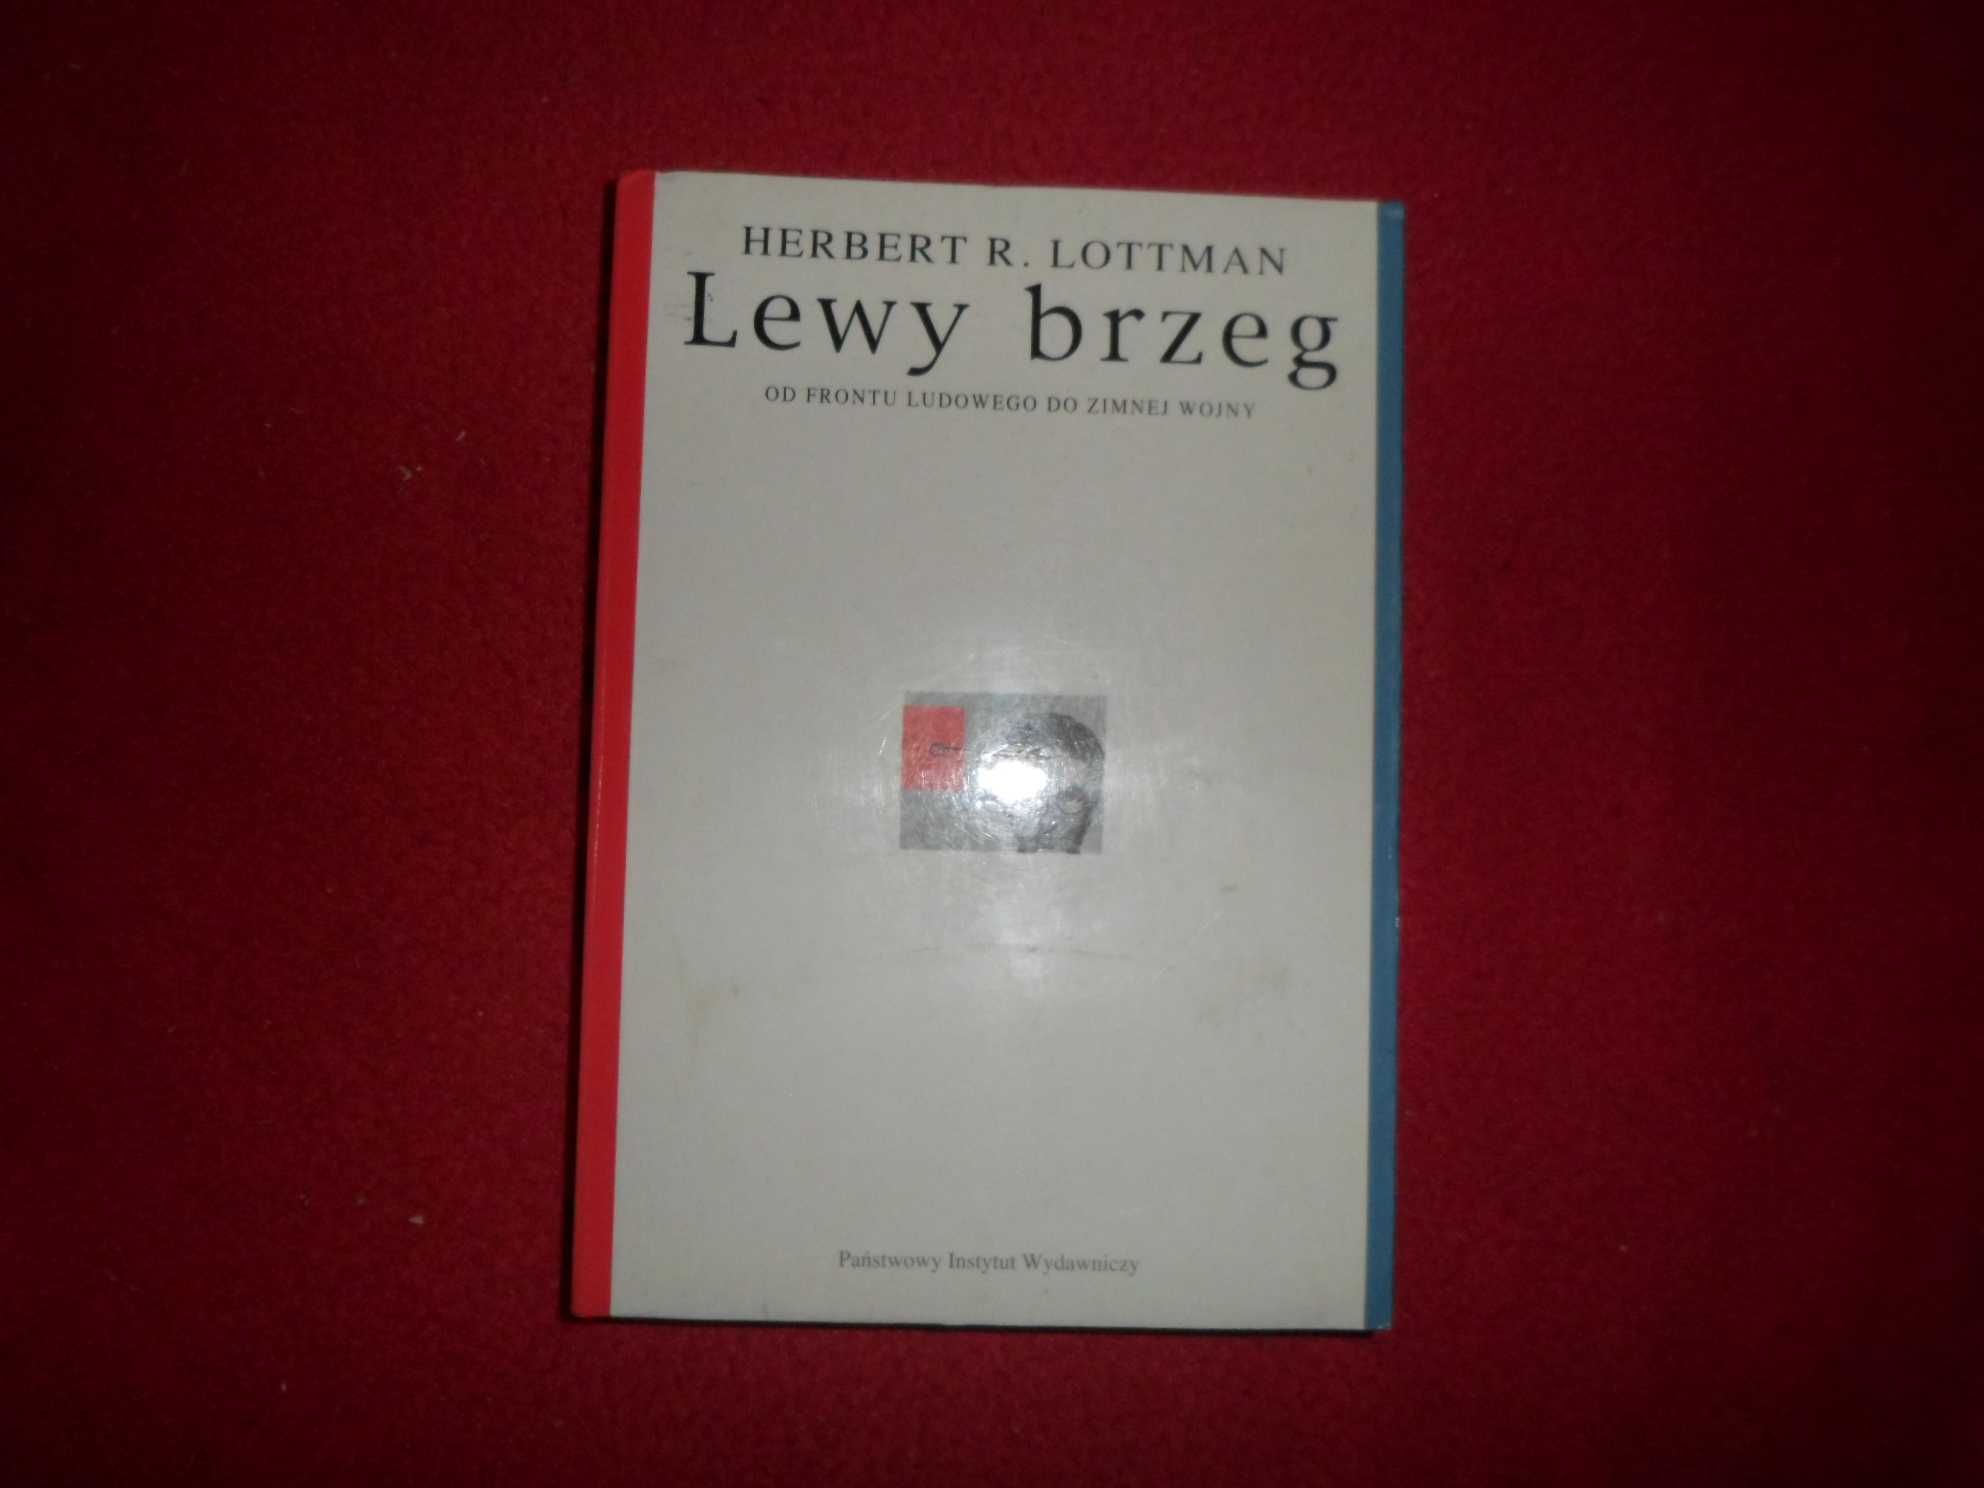 HERBERT R. LOTTMAN
Lewy brzeg
OD FRONTU LUDOWEGO DO ZIMNEJ WOJNY
Państwowy Instytut Wydawniczy